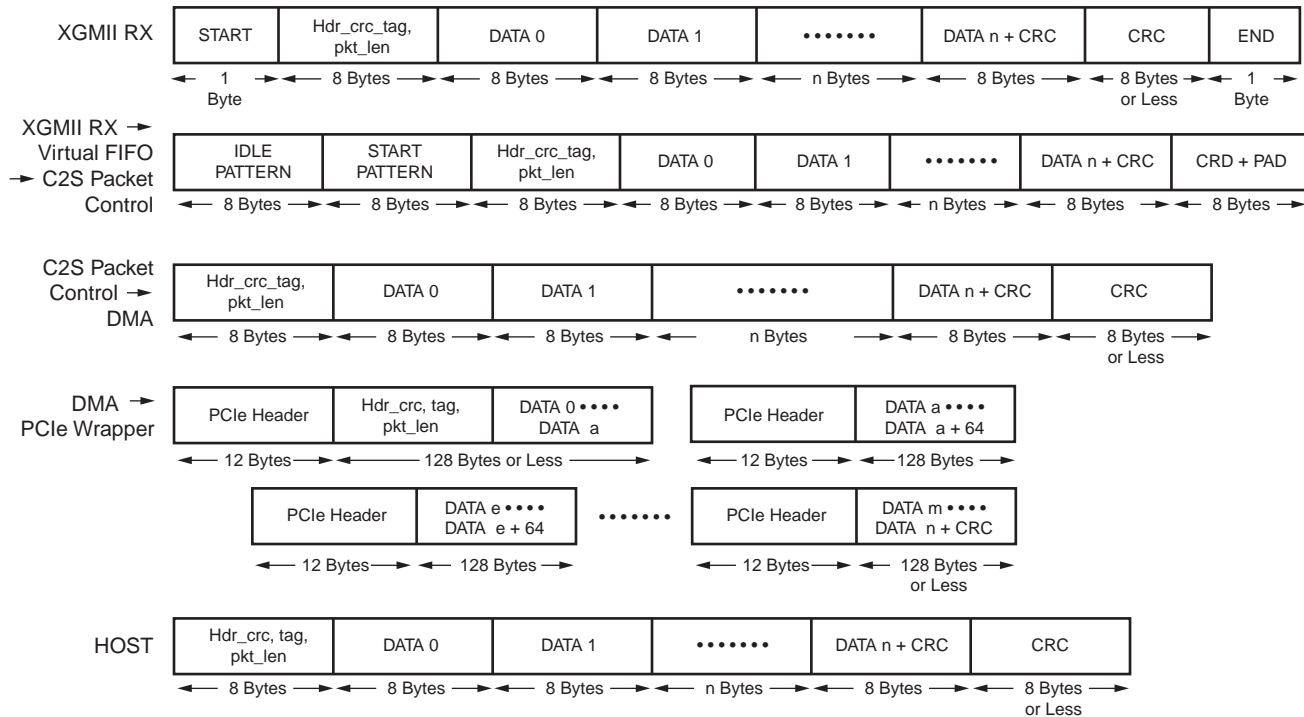 XGMII RX
START
Hdr_crc_tag,
pkt_len
DATA 0
DATA 1
•••••••
DATA n + CRC
CRC
END
1
Byte
8 Bytes
8 Bytes
8 Bytes
n Bytes
8 Bytes
8 Bytes
or Less
1
Byte
XGMII RX →
Virtual FIFO
→ C2S Packet
Control
IDLE
PATTERN
START
PATTERN
Hdr_crc_tag,
pkt_len
DATA 0
DATA 1
•••••••
DATA n + CRC
CRD + PAD
8 Bytes
8 Bytes
8 Bytes
8 Bytes
8 Bytes
n Bytes
8 Bytes
8 Bytes
C2S Packet
Control →
DMA
Hdr_crc_tag,
pkt_len
DATA 0
DATA 1
•••••••
DATA n + CRC
CRC
8 Bytes
8 Bytes
8 Bytes
n Bytes
8 Bytes
8 Bytes
or Less
DMA →
PCIe Wrapper
PCIe Header
Hdr_crc, tag,
pkt_len
DATA 0 ••••
DATA a
PCIe Header
DATA a ••••
DATA a + 64
12 Bytes
128 Bytes or Less
12 Bytes
128 Bytes
PCIe Header
DATA e ••••
DATA e + 64
•••••••
PCIe Header
DATA m ••••
DATA n + CRC
12 Bytes
128 Bytes
12 Bytes
128 Bytes
or Less
HOST
Hdr_crc, tag,
pkt_len
DATA 0
DATA 1
•••••••
DATA n + CRC
CRC
8 Bytes
8 Bytes
8 Bytes
n Bytes
8 Bytes
8 Bytes
or Less